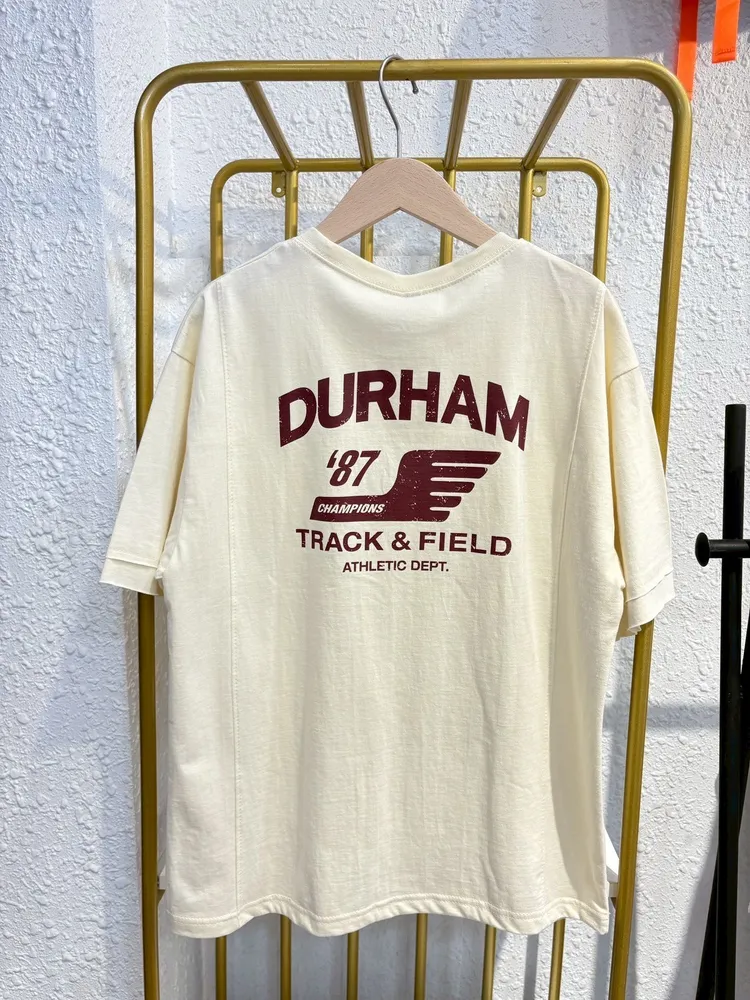 DURHAM
‘87
CHAMPIONS
TRACK & FIELD
ATHLETIC DEPT.